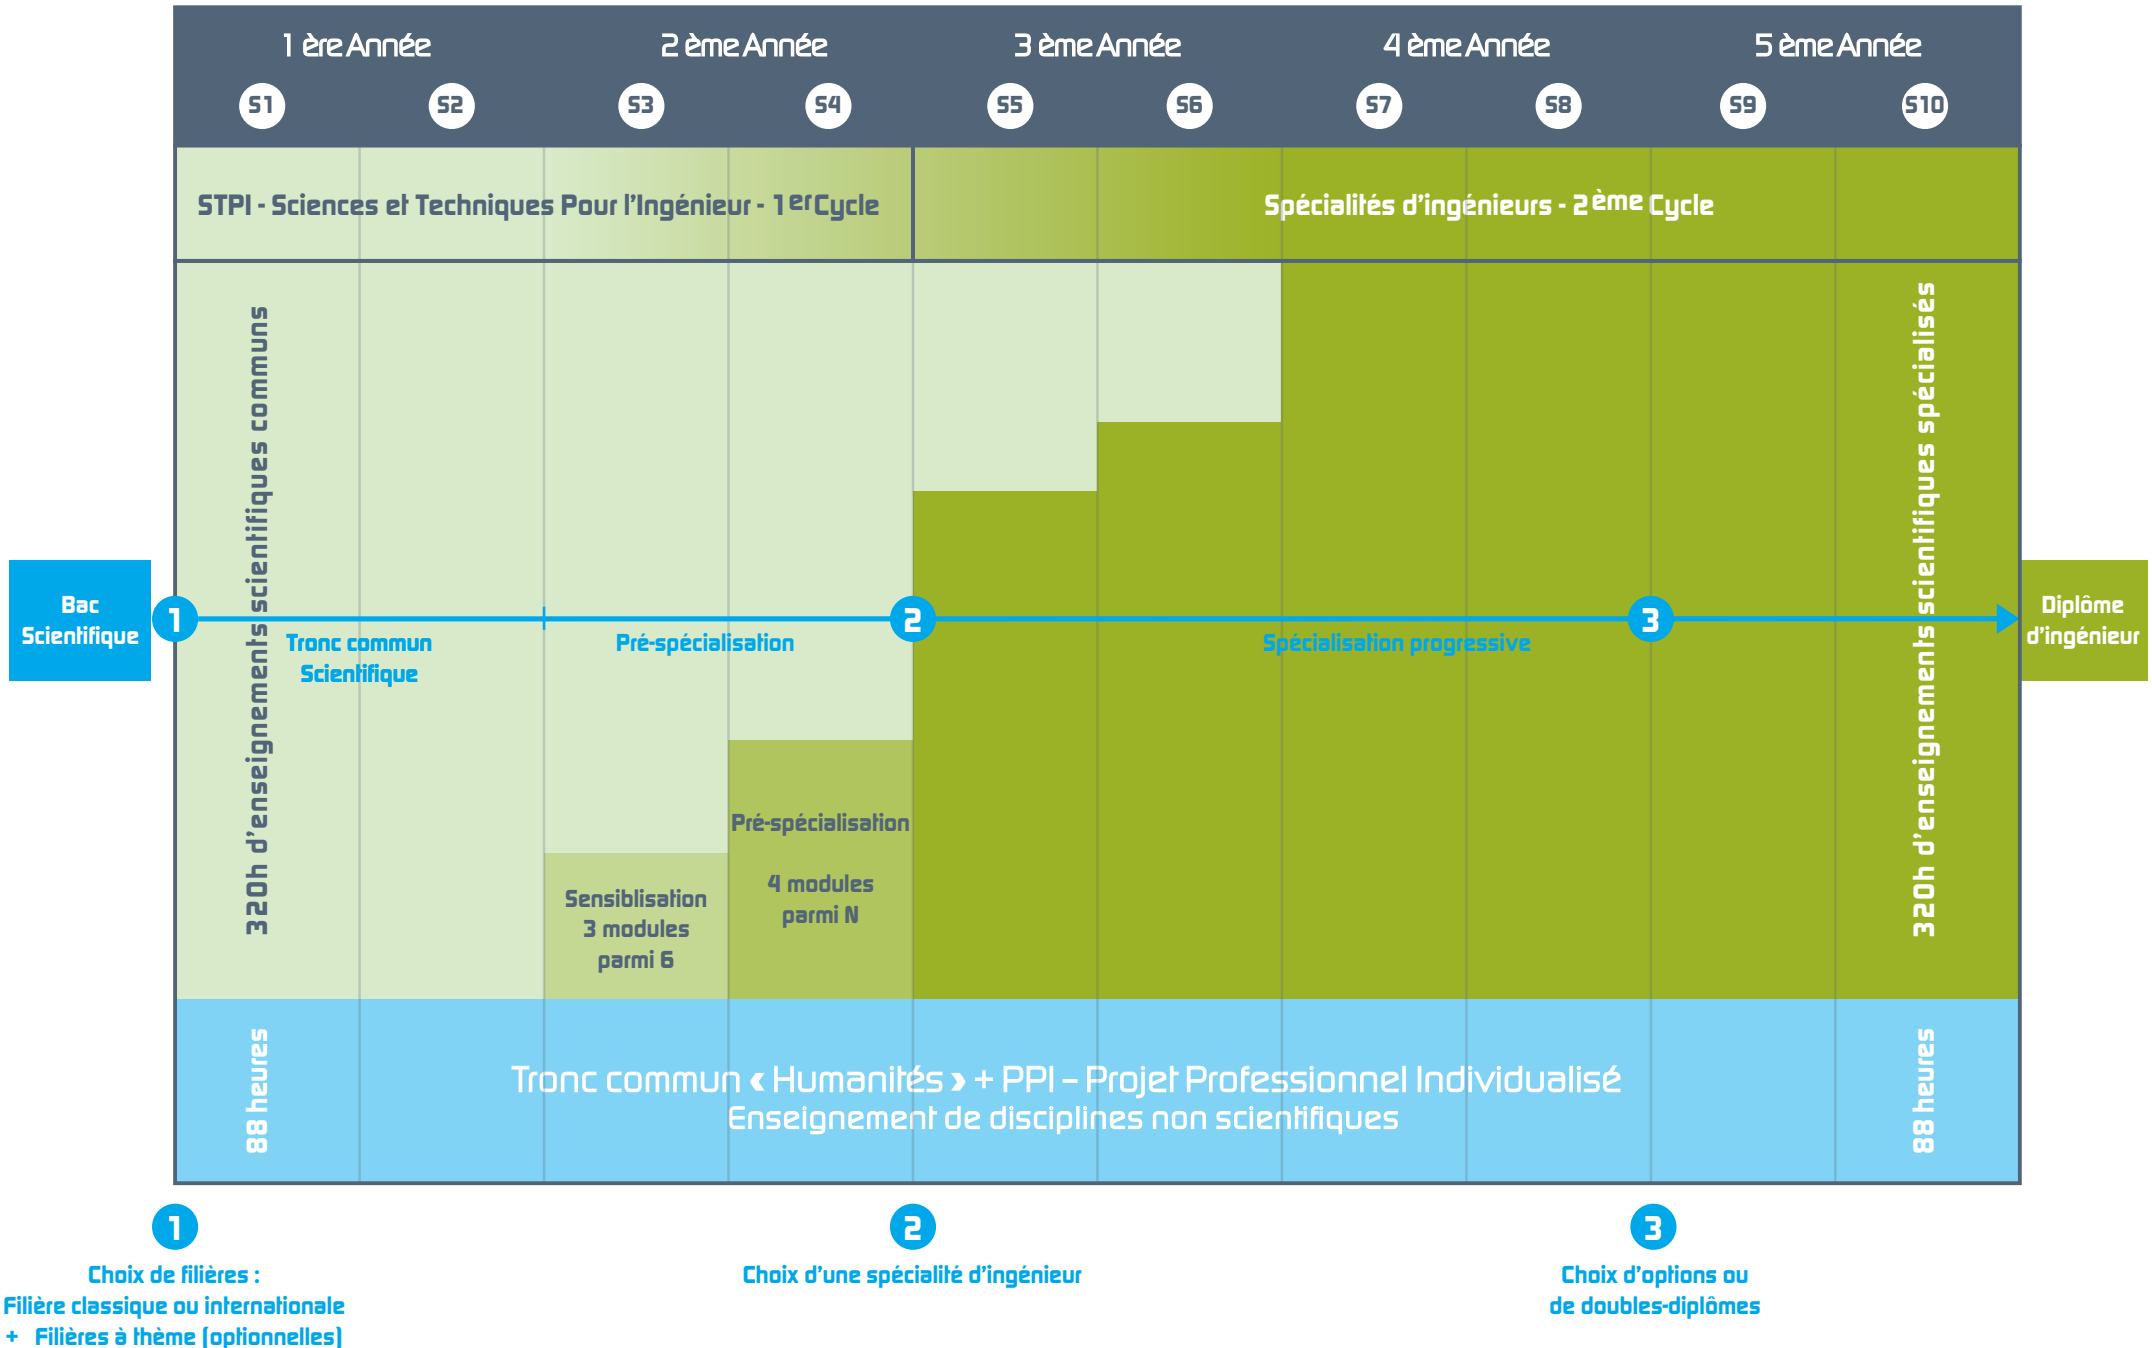 1 ère Année
2 ème Année
3 ème Année
4 ème Année
5 ème Année
S1
S2
S3
S4
S5
S6
S7
S8
S9
S10
STPI - Sciences et Techniques Pour l'Ingénieur - 1er Cycle
Spécialités d'ingénieurs - 2ème Cycle
320h d'enseignements scientifiques communs
320h d'enseignements scientifiques spécialisés
Bac
Scientifique
1
2
3
Diplôme
d'ingénieur
Tronc commun
Scientifique
Pré-spécialisation
Spécialisation progressive
Pré-spécialisation
4 modules
parmi N
Sensiblisation
3 modules
parmi 6
88 heures
Tronc commun « Humanités » + PPI – Projet Professionnel Individualisé
Enseignement de disciplines non scientifiques
88 heures
1
Choix de filières :
Filière classique ou internationale
+ Filières à thème (optionnelles)
2
Choix d'une spécialité d'ingénieur
3
Choix d'options ou
de doubles-diplômes